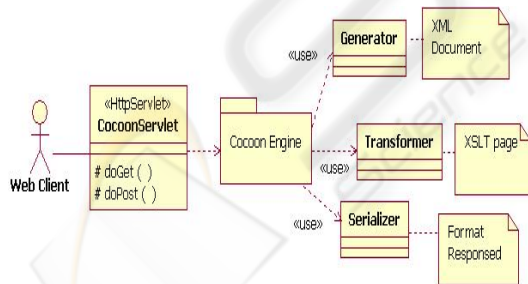 Generator
XML
Document
«use»
«HttpServlet»
CocoonServlet
# doGet ( )
# doPost ( )
Web Client
Cocoon Engine
Transformer
XSLT page
«use»
«use»
Serializer
Format
Responsed
Science